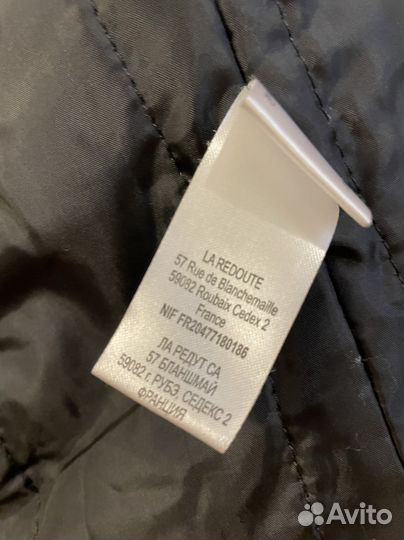 LA REDOUTE
57 Rue de Blanchemaille
59082 Roubaix Cedex 2
France
NIF FR20477180186
ЛА РЕДУТ СА
57 БЛАНШМАЙ
59082 г. РУБЭ, СЕДЕКС 2
ФРАНЦИЯ
Avito